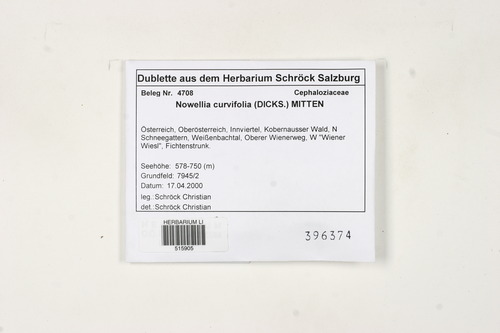 Dublette aus dem Herbarium Schröck Salzburg
Beleg Nr. 4708 Cephaloziaceae
Nowellia curvifolia (DICKS.) MITTEN
Österreich, Oberösterreich, Innviertel, Kobernausser Wald, N
Schneegattern, Weißenbachtal, Oberer Wienerweg, W "Wiener
Wiesl", Fichtenstrunk.
Seehöhe: 578-750 (m)
Grundfeld: 7945/2
Datum: 17.04.2000
leg. Schröck Christian
det. Schröck Christian
HERBARIUM LI
515905
396374